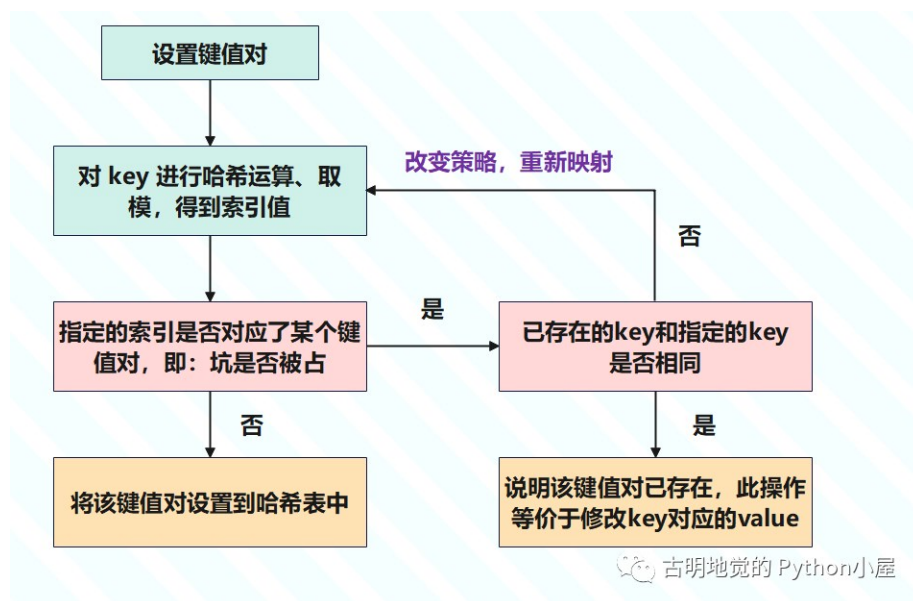 设置键值对
对 key 进行哈希运算、取
模，得到索引值
改变策略，重新映射
否
指定的索引是否对应了某个键
值对，即：坑是否被占
是
已存在的key和指定的key
是否相同
否
是
将该键值对设置到哈希表中
说明该键值对已存在，此操作
等价于修改key对应的value
古明地觉的 Python小屋